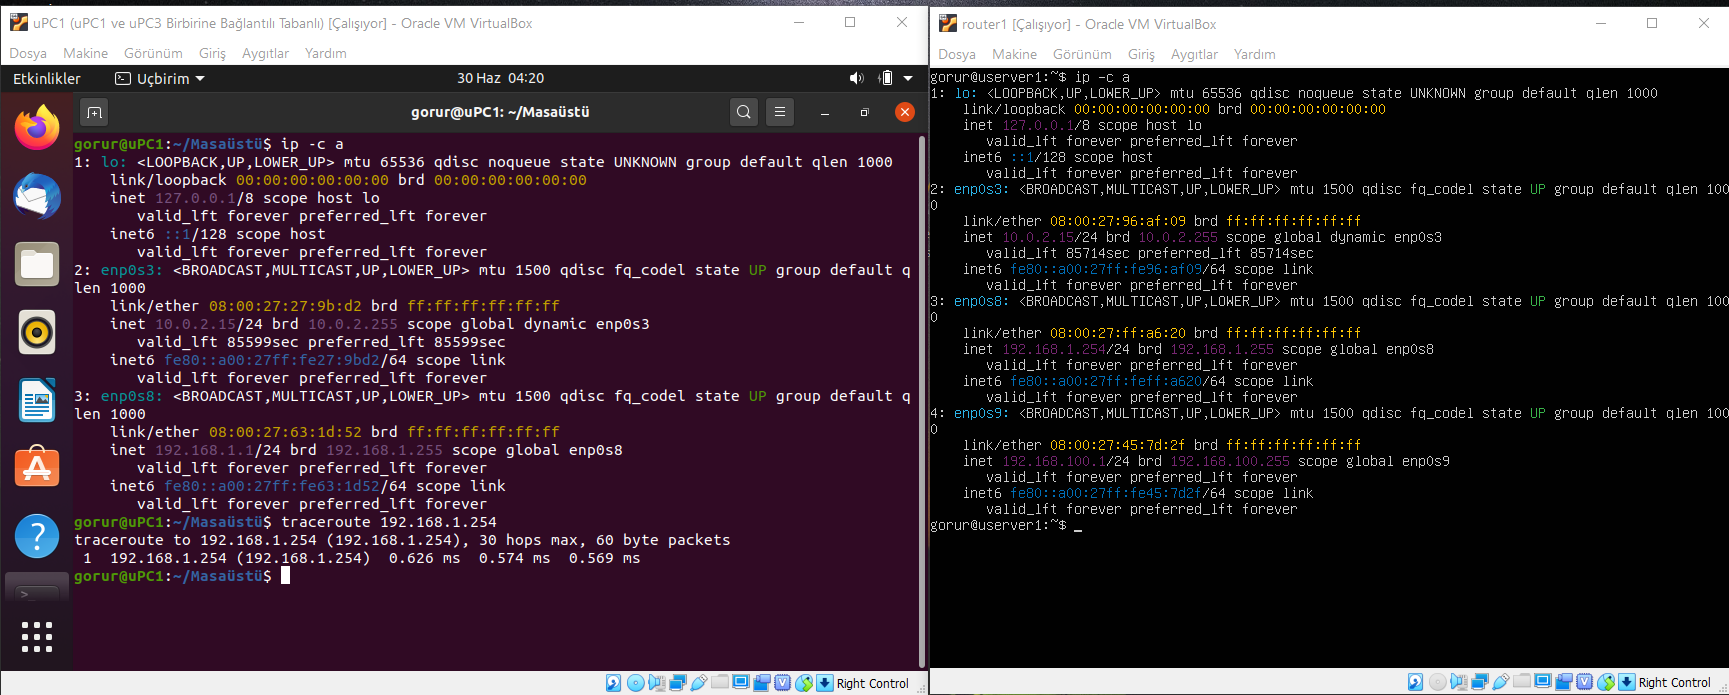 uPC1 (uPC1 ve uPC3 Birbirine Bağlantılı Tabanlı) [Çalışıyor] - Oracle VM VirtualBox
Dosya Makine Görünüm Giriş Aygıtlar Yardım
Etkinlikler Uçbirim 30 Haz 04:20
gorur@uPC1: ~/Masaüstü
gorur@uPC1:~/Masaüstü$ ip -c a
1: lo: <LOOPBACK,UP,LOWER_UP> mtu 65536 qdisc noqueue state UNKNOWN group default qlen 1000
link/loopback 00:00:00:00:00:00 brd 00:00:00:00:00:00
inet 127.0.0.1/8 scope host lo
valid_lft forever preferred_lft forever
inet6 ::1/128 scope host
valid_lft forever preferred_lft forever
2: enp0s3: <BROADCAST,MULTICAST,UP,LOWER_UP> mtu 1500 qdisc fq_codel state UP group default q
len 1000
link/ether 08:00:27:27:9b:d2 brd ff:ff:ff:ff:ff:ff
inet 10.0.2.15/24 brd 10.0.2.255 scope global dynamic enp0s3
valid_lft 85599sec preferred_lft 85599sec
inet6 fe80::a00:27ff:fe27:9bd2/64 scope link
valid_lft forever preferred_lft forever
3: enp0s8: <BROADCAST,MULTICAST,UP,LOWER_UP> mtu 1500 qdisc fq_codel state UP group default q
len 1000
link/ether 08:00:27:63:1d:52 brd ff:ff:ff:ff:ff:ff
inet 192.168.1.1/24 brd 192.168.1.255 scope global enp0s8
valid_lft forever preferred_lft forever
inet6 fe80::a00:27ff:fe63:1d52/64 scope link
valid_lft forever preferred_lft forever
gorur@uPC1:~/Masaüstü$ traceroute 192.168.1.254
traceroute to 192.168.1.254 (192.168.1.254), 30 hops max, 60 byte packets
1 192.168.1.254 (192.168.1.254) 0.626 ms 0.574 ms 0.569 ms
gorur@uPC1:~/Masaüstü$
Right Control
router1 [Çalışıyor] - Oracle VM VirtualBox
Dosya Makine Görünüm Giriş Aygıtlar Yardım
gorur@userver1:~$ ip -c a
1: lo: <LOOPBACK,UP,LOWER_UP> mtu 65536 qdisc noqueue state UNKNOWN group default qlen 1000
link/loopback 00:00:00:00:00:00 brd 00:00:00:00:00:00
inet 127.0.0.1/8 scope host lo
valid_lft forever preferred_lft forever
inet6 ::1/128 scope host
valid_lft forever preferred_lft forever
2: enp0s3: <BROADCAST,MULTICAST,UP,LOWER_UP> mtu 1500 qdisc fq_codel state UP group default qlen 100
0
link/ether 08:00:27:96:af:09 brd ff:ff:ff:ff:ff:ff
inet 10.0.2.15/24 brd 10.0.2.255 scope global dynamic enp0s3
valid_lft 85714sec preferred_lft 85714sec
inet6 fe80::a00:27ff:fe96:af09/64 scope link
valid_lft forever preferred_lft forever
3: enp0s8: <BROADCAST,MULTICAST,UP,LOWER_UP> mtu 1500 qdisc fq_codel state UP group default qlen 100
0
link/ether 08:00:27:ff:a6:20 brd ff:ff:ff:ff:ff:ff
inet 192.168.1.254/24 brd 192.168.1.255 scope global enp0s8
valid_lft forever preferred_lft forever
inet6 fe80::a00:27ff:feff:a620/64 scope link
valid_lft forever preferred_lft forever
4: enp0s9: <BROADCAST,MULTICAST,UP,LOWER_UP> mtu 1500 qdisc fq_codel state UP group default qlen 100
0
link/ether 08:00:27:45:7d:2f brd ff:ff:ff:ff:ff:ff
inet 192.168.100.1/24 brd 192.168.100.255 scope global enp0s9
valid_lft forever preferred_lft forever
inet6 fe80::a00:27ff:fe45:7d2f/64 scope link
valid_lft forever preferred_lft forever
gorur@userver1:~$ _
Right Control